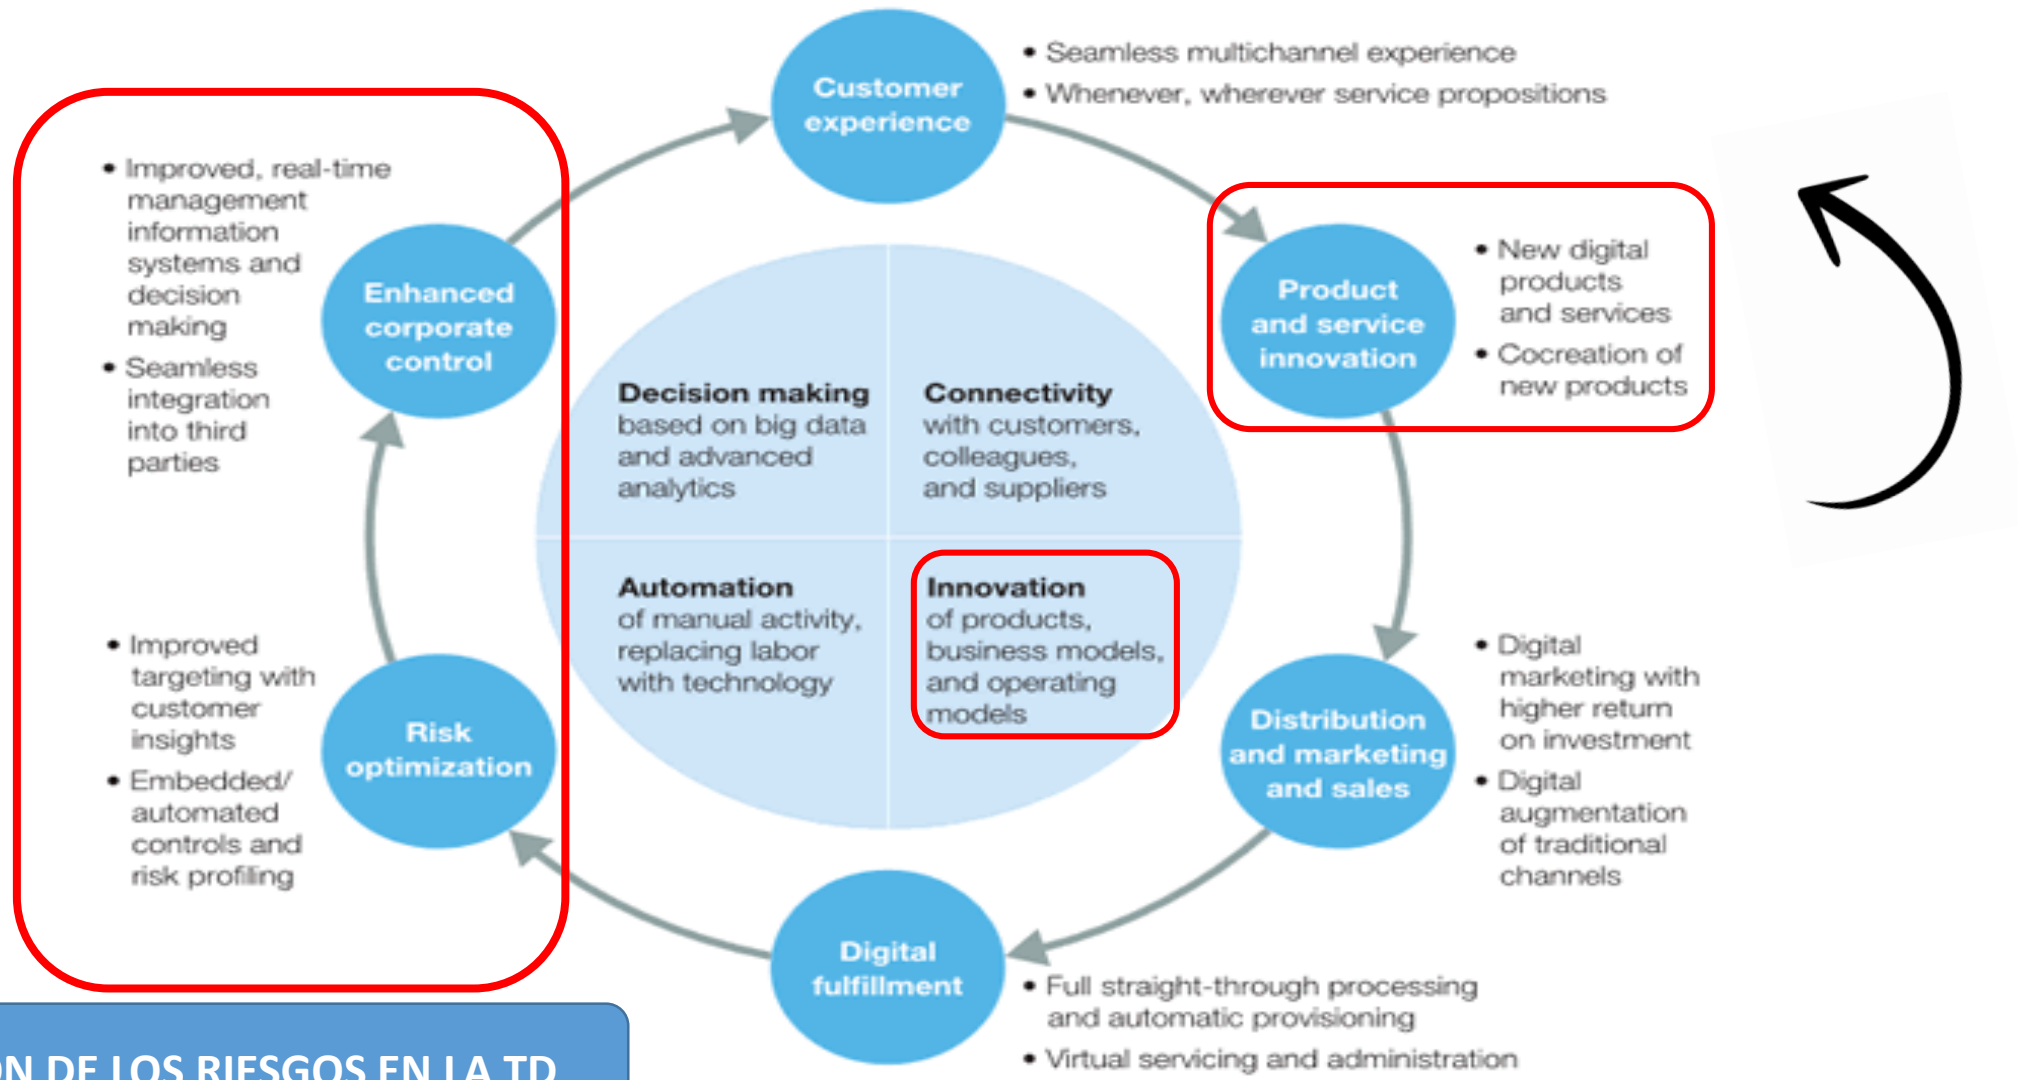 Customer
experience
• Seamless multichannel experience
• Whenever, wherever service propositions
Product
and service
innovation
• New digital
products
and services
• Cocreation of
new products
Distribution
and marketing
and sales
• Digital
marketing with
higher return
on investment
• Digital
augmentation
of traditional
channels
Digital
fulfillment
• Full straight-through processing
and automatic provisioning
• Virtual servicing and administration
Risk
optimization
• Improved
targeting with
customer
insights
• Embedded/
automated
controls and
risk profiling
Enhanced
corporate
control
• Improved, real-time
management
information
systems and
decision
making
• Seamless
integration
into third
parties
Decision making
based on big data
and advanced
analytics
Connectivity
with customers,
colleagues,
and suppliers
Automation
of manual activity,
replacing labor
with technology
Innovation
of products,
business models,
and operating
models
DE LOS RIESGOS EN LA TD